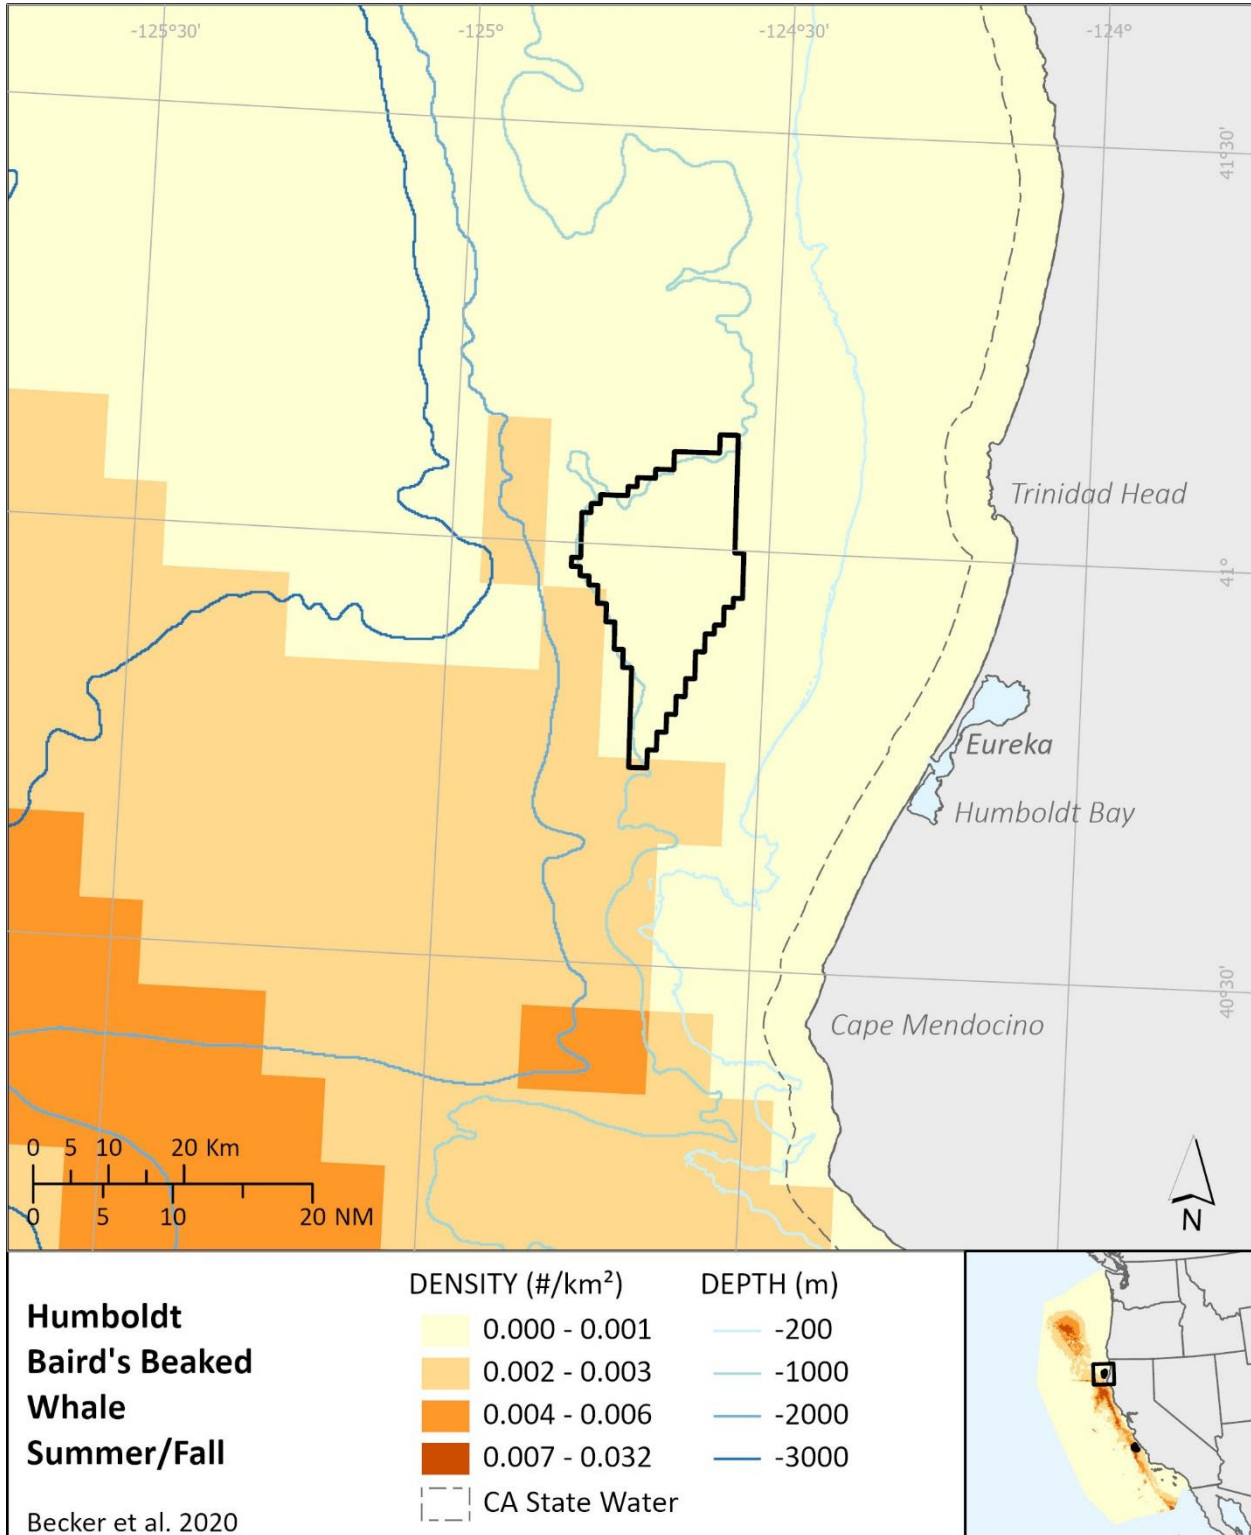 -125°30'
-125°
-124°30'
-124°
41°30'
Trinidad Head
41°
Eureka
Humboldt Bay
40°30'
Cape Mendocino
0 5 10 20 Km
0 5 10 20 NM
N
Humboldt
Baird's Beaked
Whale
Summer/Fall
Becker et al. 2020
DENSITY (#/km²)
0.000 - 0.001
0.002 - 0.003
0.004 - 0.006
0.007 - 0.032
CA State Water
DEPTH (m)
-200
-1000
-2000
-3000